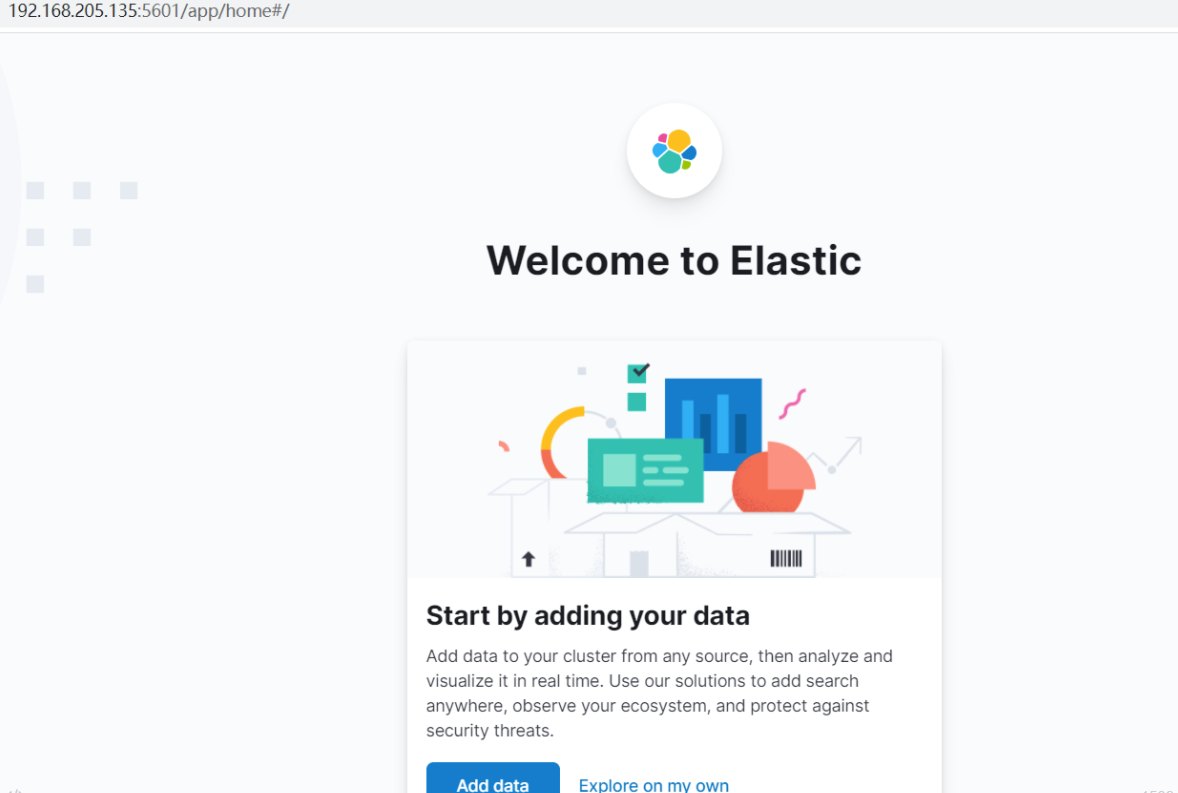 192.168.205.135:5601/app/home#/
Welcome to Elastic
Start by adding your data
Add data to your cluster from any source, then analyze and
visualize it in real time. Use our solutions to add search
anywhere, observe your ecosystem, and protect against
security threats.
Add data
Explore on my own